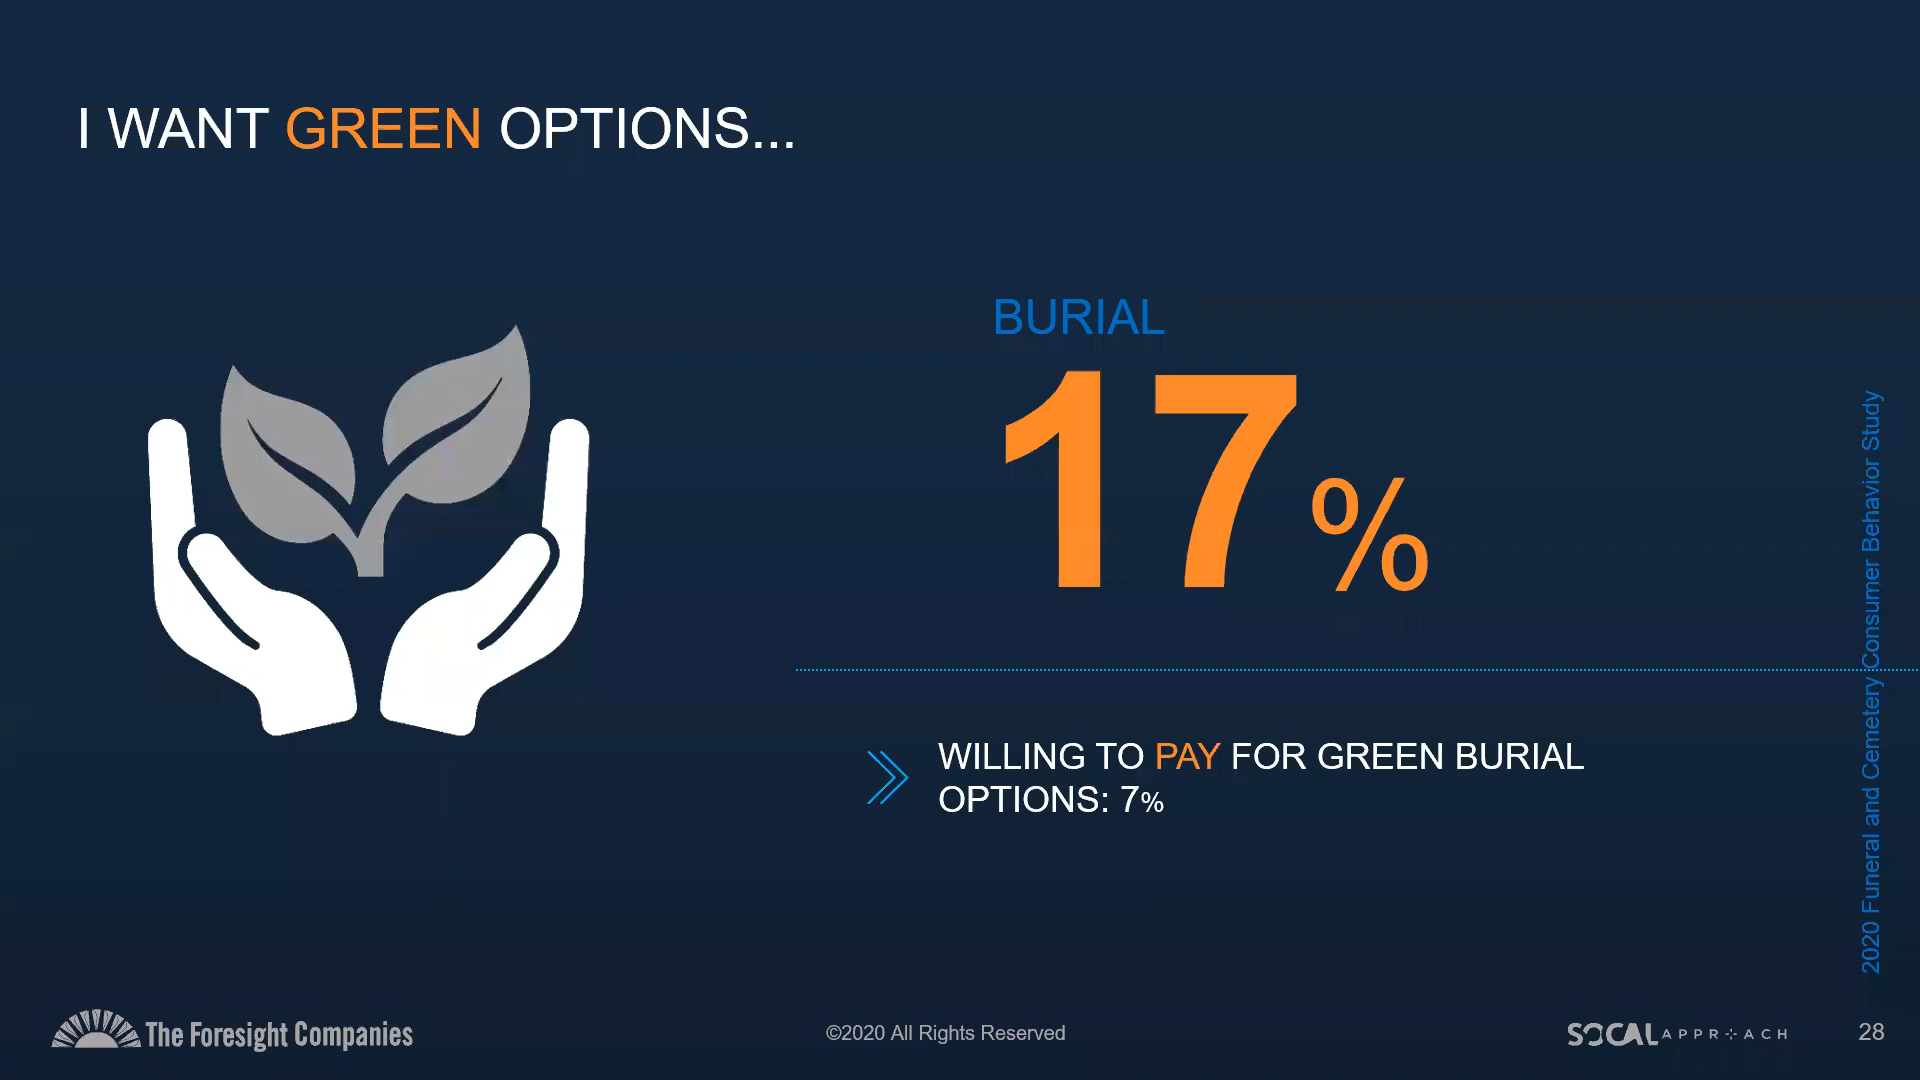 I WANT GREEN OPTIONS...
BURIAL
17%
WILLING TO PAY FOR GREEN BURIAL
OPTIONS: 7%
2020 Funeral and Cemetery Consumer Behavior Study
The Foresight Companies
©2020 All Rights Reserved
SOCAL APPROACH
28